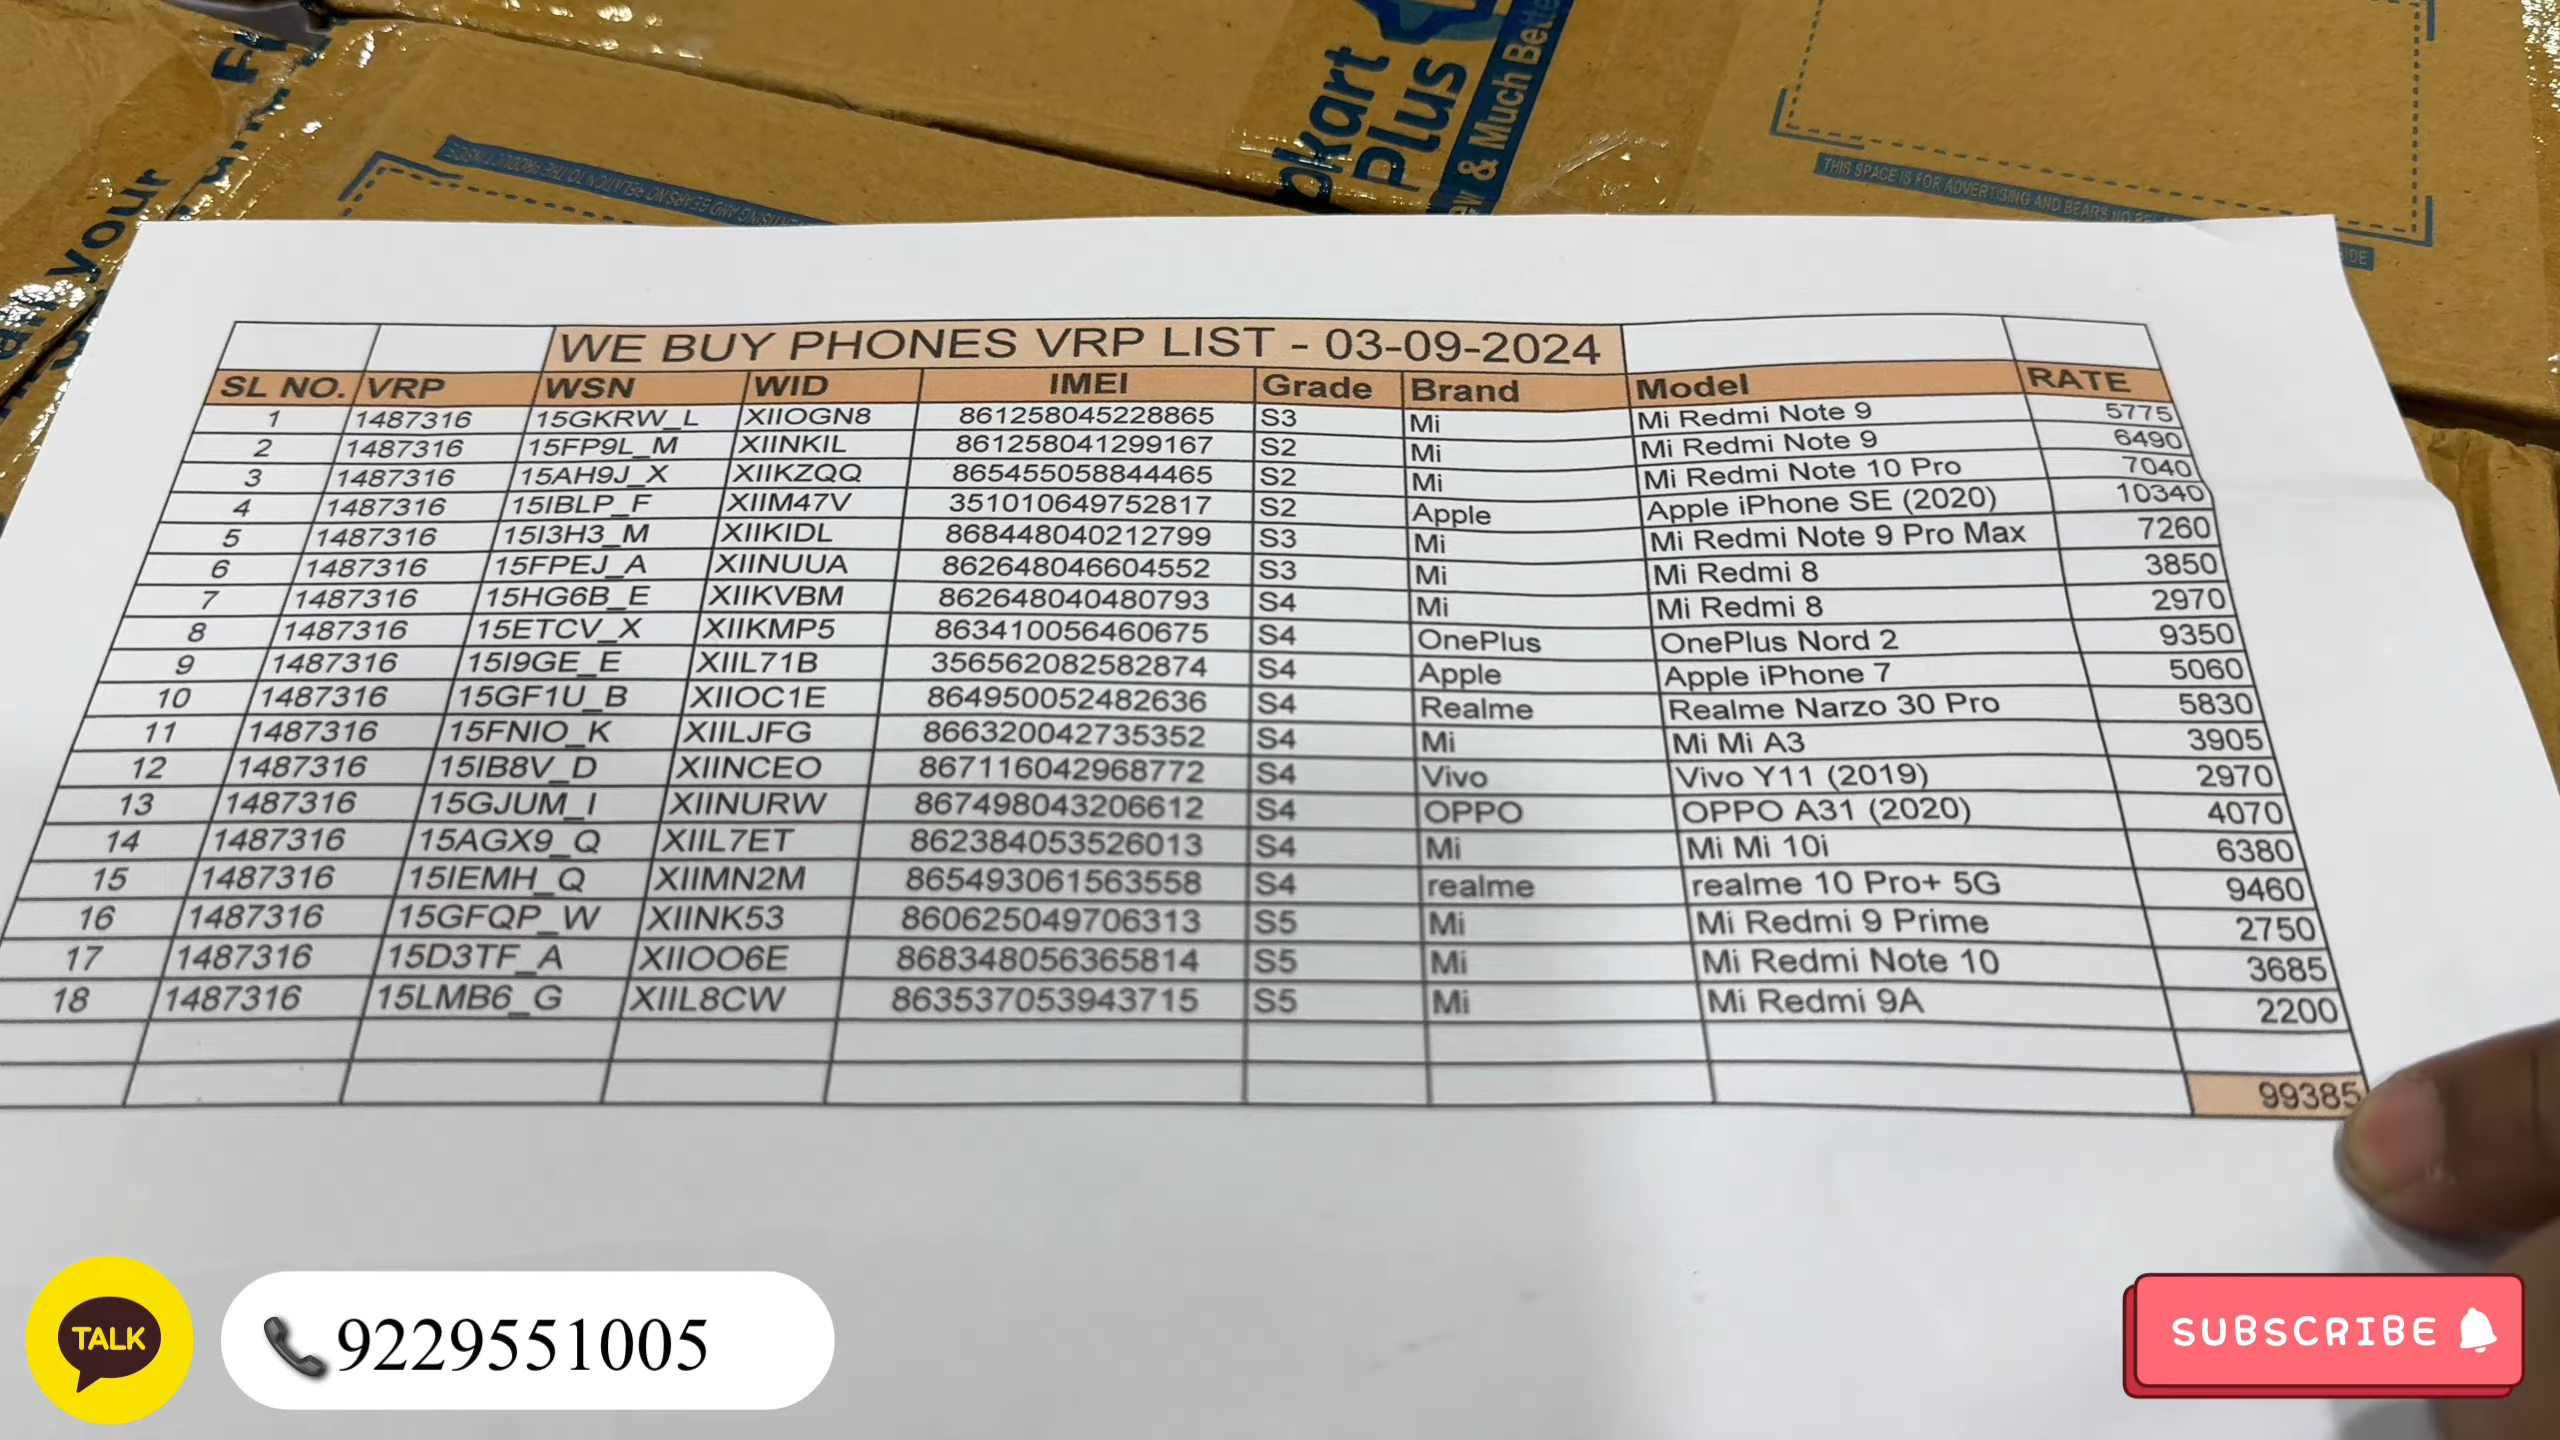 your
pkart
Plus
& Much Bette
THIS SPACE IS FOR ADVERTISING AND BEARS NO
WE BUY PHONES VRP LIST - 03-09-2024
SL NO. VRP WSN WID IMEI Grade Brand Model RATE
1 1487316 15GKRW_L XIIOGN8 861258045228865 S3 Mi Mi Redmi Note 9 5775
2 1487316 15FP9L_M XIINKIL 861258041299167 S2 Mi Mi Redmi Note 9 6490
3 1487316 15AH9J_X XIIKZQQ 865455058844465 S2 Mi Mi Redmi Note 10 Pro 7040
4 1487316 15IBLP_F XIIM47V 351010649752817 S2 Apple Apple iPhone SE (2020) 10340
5 1487316 15I3H3_M XIIKIDL 868448040212799 S3 Mi Mi Redmi Note 9 Pro Max 7260
6 1487316 15FPEJ_A XIINUUA 862648046604552 S3 Mi Mi Redmi 8 3850
7 1487316 15HG6B_E XIIKVBM 862648040480793 S4 Mi Mi Redmi 8 2970
8 1487316 15ETCV_X XIIKMP5 863410056460675 S4 OnePlus OnePlus Nord 2 9350
9 1487316 15I9GE_E XIIL71B 356562082582874 S4 Apple Apple iPhone 7 5060
10 1487316 15GF1U_B XIIOC1E 864950052482636 S4 Realme Realme Narzo 30 Pro 5830
11 1487316 15FNIO_K XIILJFG 866320042735352 S4 Mi Mi Mi A3 3905
12 1487316 15IB8V_D XIINCEO 867116042968772 S4 Vivo Vivo Y11 (2019) 2970
13 1487316 15GJUM_I XIINURW 867498043206612 S4 OPPO OPPO A31 (2020) 4070
14 1487316 15AGX9_Q XIIL7ET 862384053526013 S4 Mi Mi Mi 10i 6380
15 1487316 15IEMH_Q XIIMN2M 865493061563558 S4 realme realme 10 Pro+ 5G 9460
16 1487316 15GFQP_W XIINK53 860625049706313 S5 Mi Mi Redmi 9 Prime 2750
17 1487316 15D3TF_A XIIOO6E 868348056365814 S5 Mi Mi Redmi Note 10 3685
18 1487316 15LMB6_G XIIL8CW 863537053943715 S5 Mi Mi Redmi 9A 2200
99385
TALK
9229551005
SUBSCRIBE